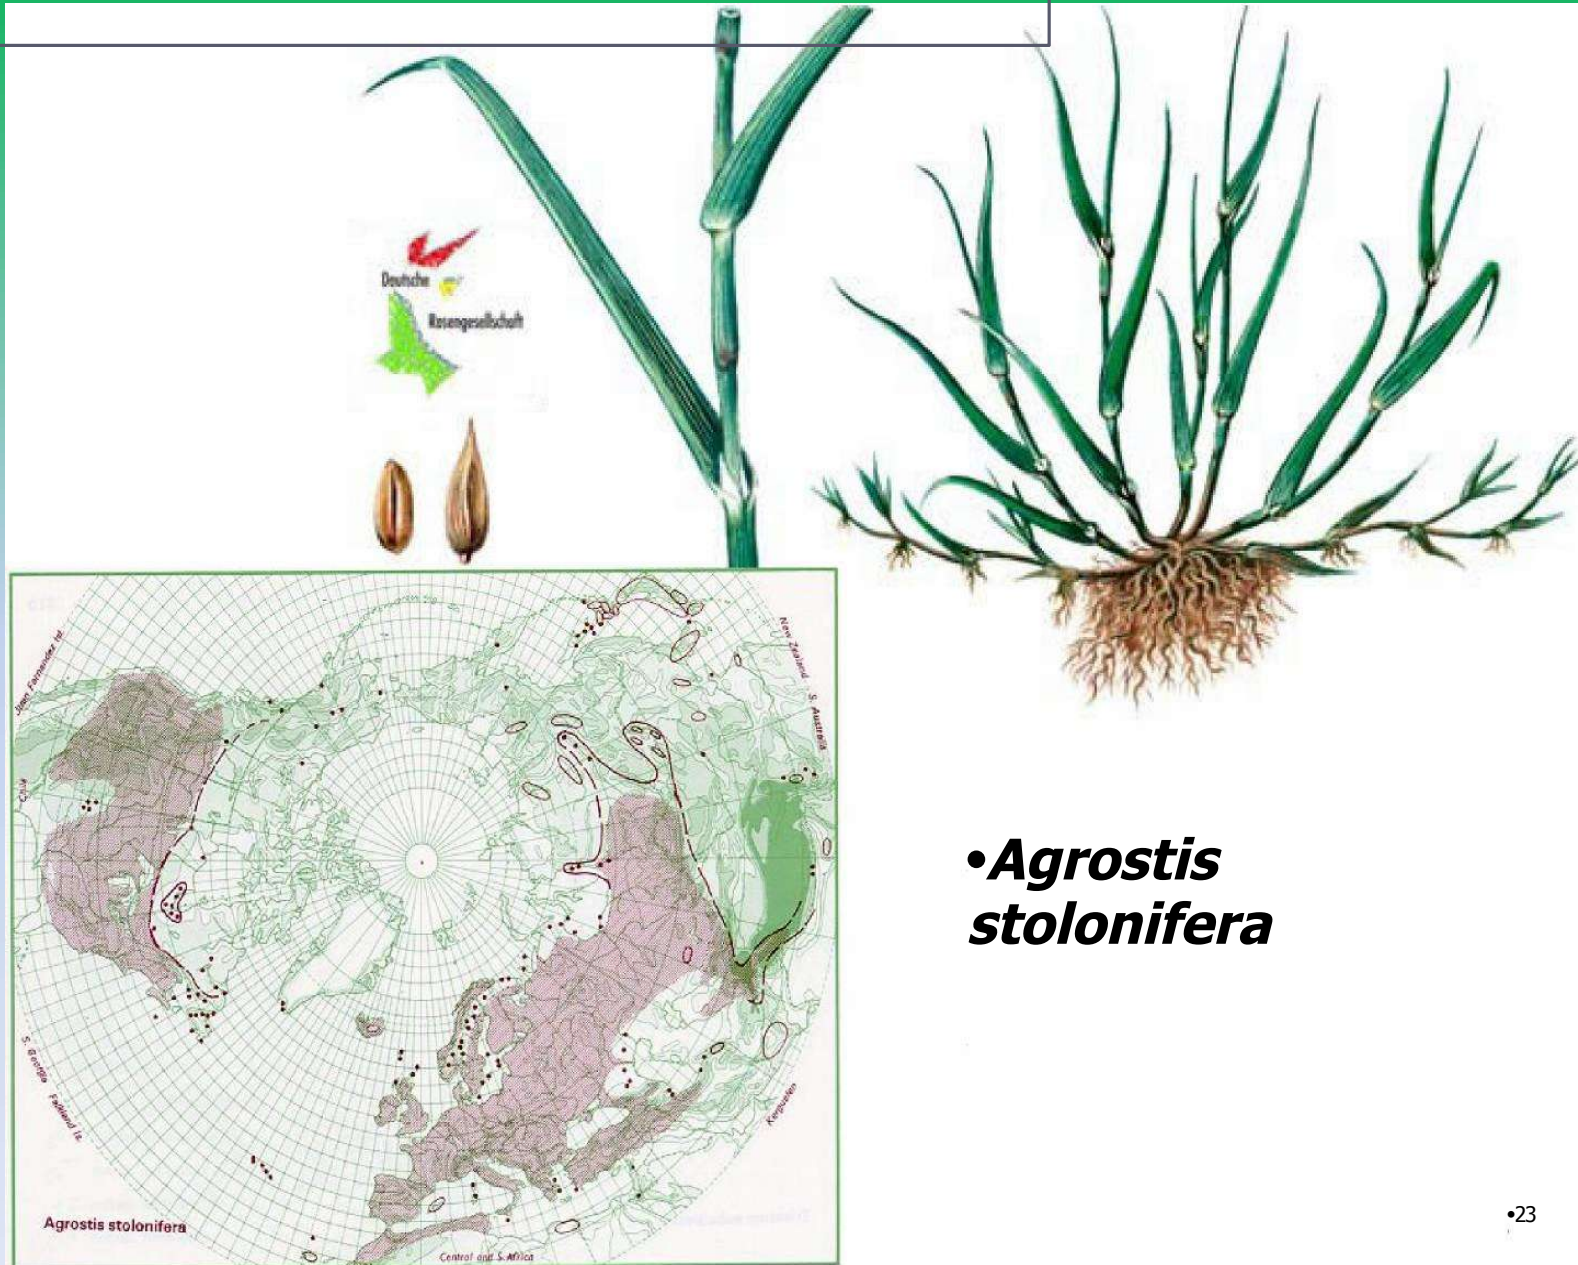 Deutsche
Rasengesellschaft
Juan Fernandez Isl.
New Zealand S. Australia
Chile
•Agrostis
stolonifera
S. Georgia Falkland Is.
Kerguelen
Agrostis stolonifera
Central and S. Africa
•23